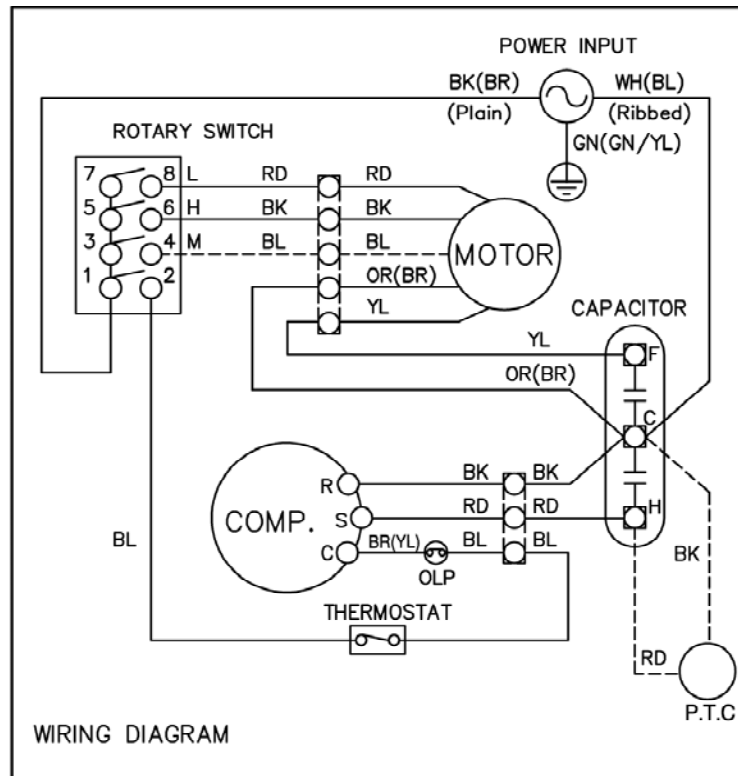 POWER INPUT
BK(BR) WH(BL)
(Plain) (Ribbed)
GN(GN/YL)
ROTARY SWITCH
7 8 L RD RD
5 6 H BK BK
3 4 M BL BL
MOTOR
1 2 OR(BR)
YL
CAPACITOR
YL F
OR(BR)
C
R BK BK
COMP. S RD RD H
C BR(YL) BL BL
OLP
BL BK
THERMOSTAT
RD
P.T.C
WIRING DIAGRAM